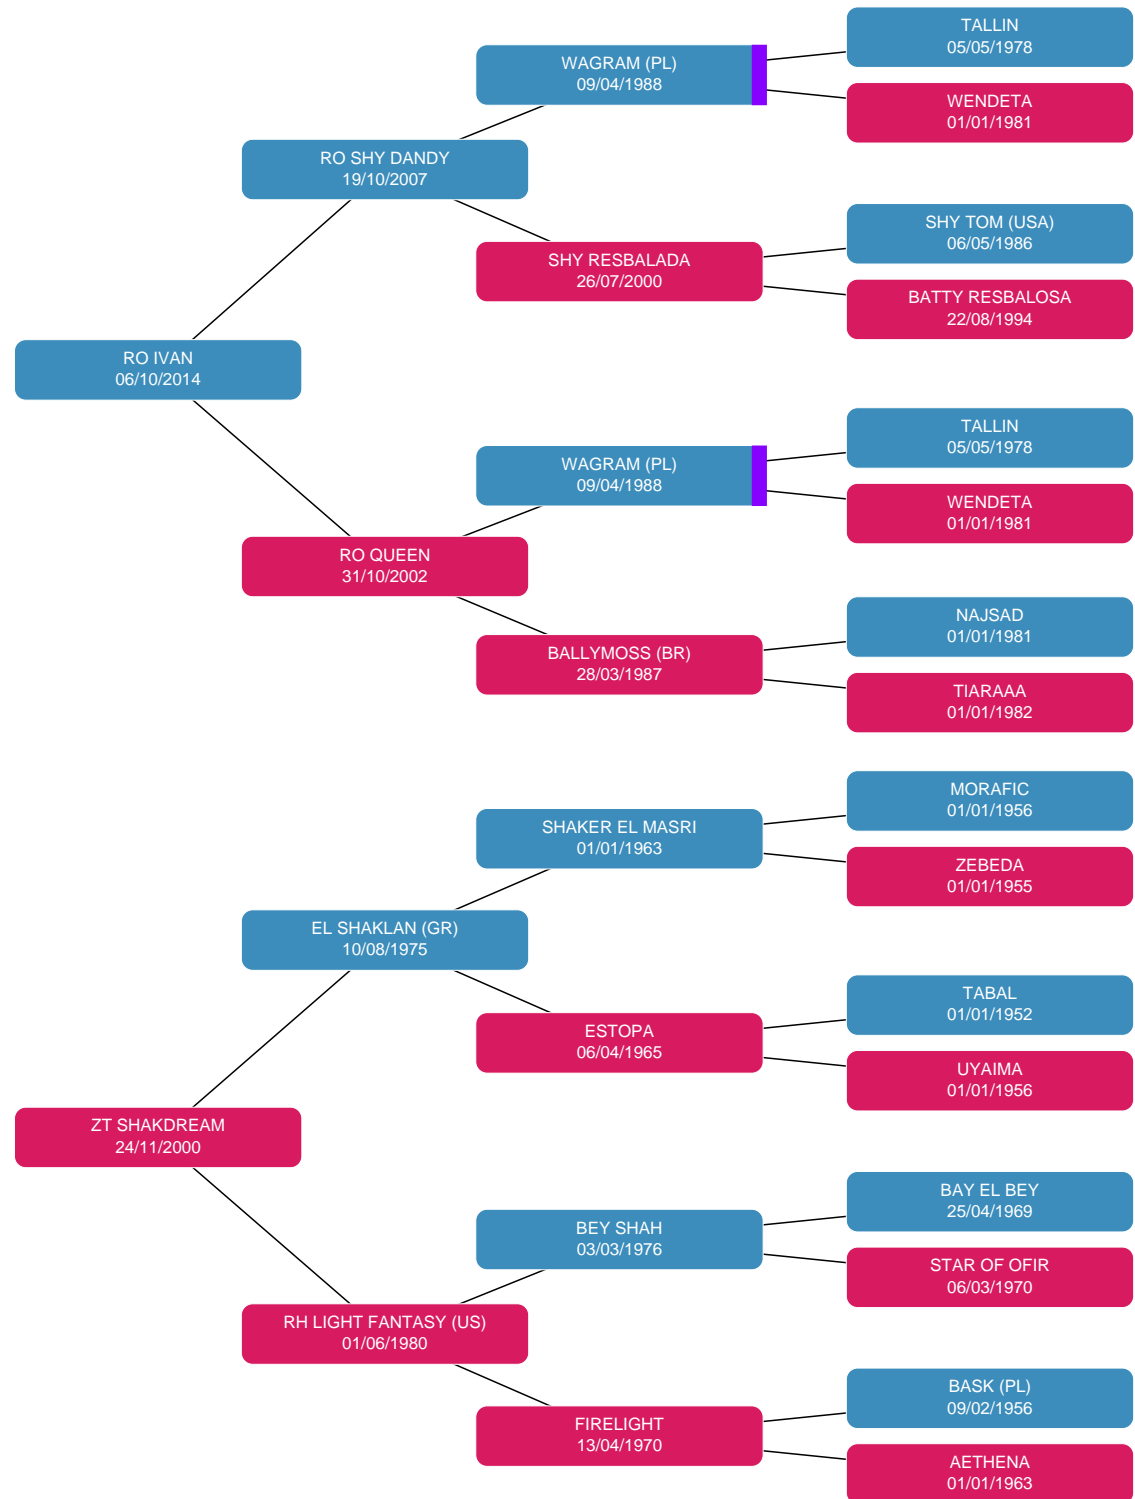 TALLIN
05/05/1978
WAGRAM (PL)
09/04/1988
WENDETA
01/01/1981
RO SHY DANDY
19/10/2007
SHY TOM (USA)
06/05/1986
SHY RESBALADA
26/07/2000
BATTY RESBALOSA
22/08/1994
RO IVAN
06/10/2014
TALLIN
05/05/1978
WAGRAM (PL)
09/04/1988
WENDETA
01/01/1981
RO QUEEN
31/10/2002
NAJSAD
01/01/1981
BALLYMOSS (BR)
28/03/1987
TIARAAA
01/01/1982
MORAFIC
01/01/1956
SHAKER EL MASRI
01/01/1963
ZEBEDA
01/01/1955
EL SHAKLAN (GR)
10/08/1975
TABAL
01/01/1952
ESTOPA
06/04/1965
UYAIMA
01/01/1956
ZT SHAKDREAM
24/11/2000
BAY EL BEY
25/04/1969
BEY SHAH
03/03/1976
STAR OF OFIR
06/03/1970
RH LIGHT FANTASY (US)
01/06/1980
BASK (PL)
09/02/1956
FIRELIGHT
13/04/1970
AETHENA
01/01/1963